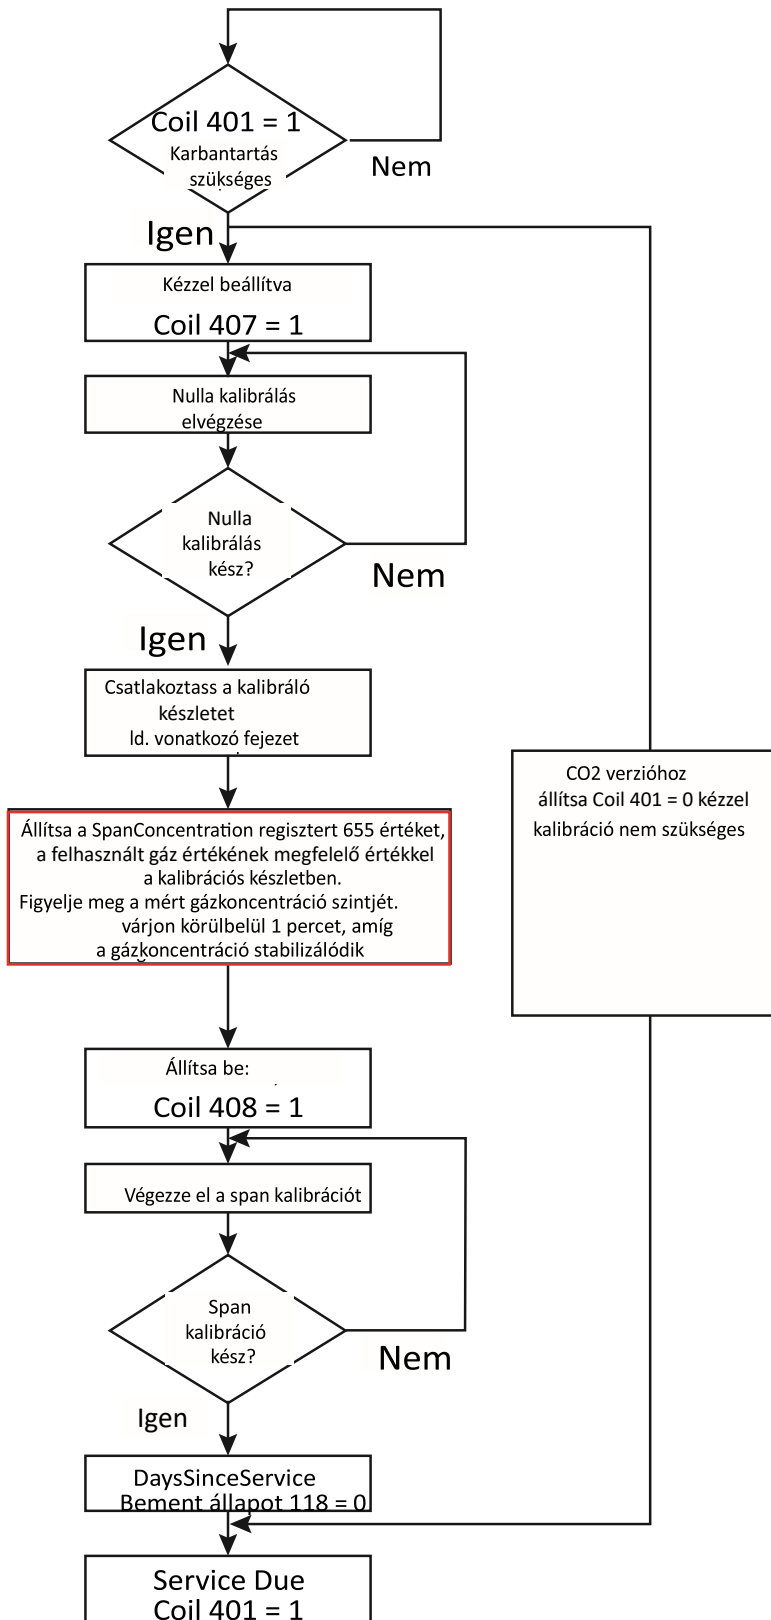 Coil 401 = 1
Karbantartás
szükséges
Nem
Igen
Kézzel beállítva
Coil 407 = 1
Nulla kalibrálás
elvégzése
Nulla
kalibrálás
kész?
Nem
Igen
Csatlakoztass a kalibráló
készletet
ld. vonatkozó fejezet
CO2 verzióhoz
állítsa Coil 401 = 0 kézzel
kalibráció nem szükséges
Állítsa a SpanConcentration regisztert 655 értéket,
a felhasznált gáz értékének megfelelő értékkel
a kalibrációs készletben.
Figyelje meg a mért gázkoncentráció szintjét.
várjon körülbelül 1 percet, amíg
a gázkoncentráció stabilizálódik
Állítsa be:
Coil 408 = 1
Végezze el a span kalibrációt
Span
kalibráció
kész?
Nem
Igen
DaysSinceService
Bement állapot 118 = 0
Service Due
Coil 401 = 1